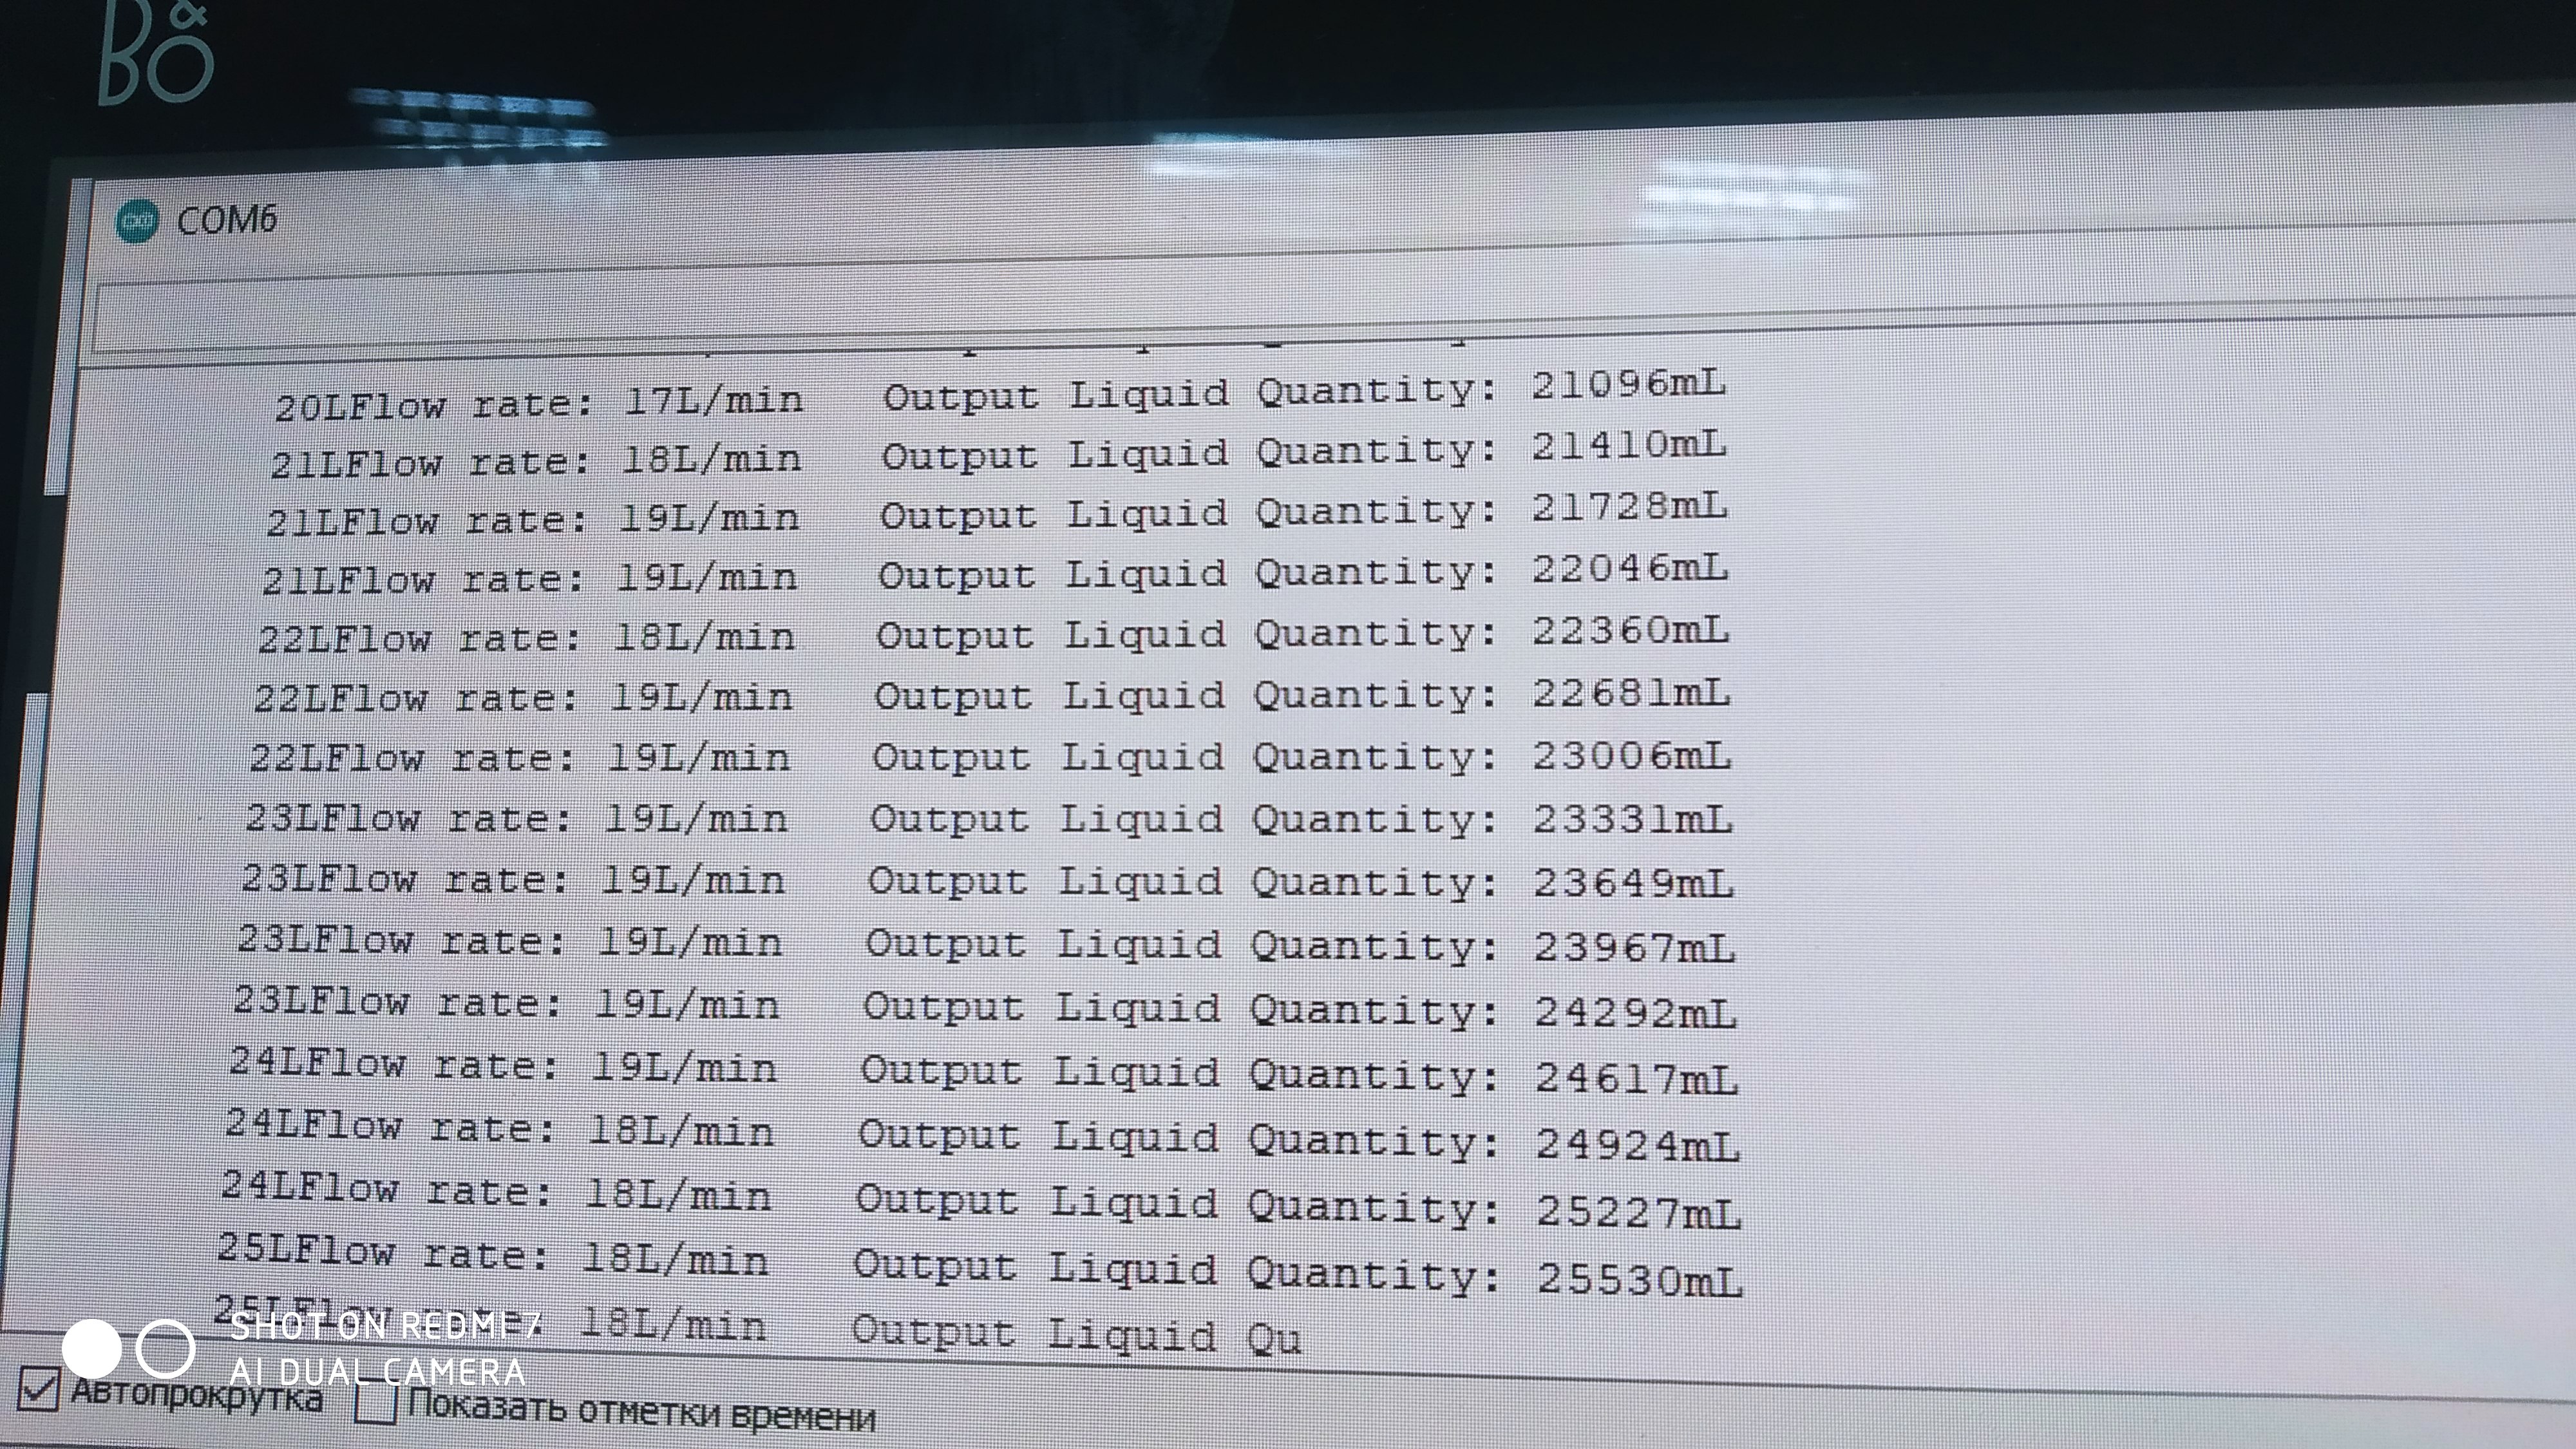 B&O
COM6
20LFlow rate: 17L/min Output Liquid Quantity: 21096mL
21LFlow rate: 18L/min Output Liquid Quantity: 21410mL
21LFlow rate: 19L/min Output Liquid Quantity: 21728mL
21LFlow rate: 19L/min Output Liquid Quantity: 22046mL
22LFlow rate: 18L/min Output Liquid Quantity: 22360mL
22LFlow rate: 19L/min Output Liquid Quantity: 22681mL
22LFlow rate: 19L/min Output Liquid Quantity: 23006mL
23LFlow rate: 19L/min Output Liquid Quantity: 23331mL
23LFlow rate: 19L/min Output Liquid Quantity: 23649mL
23LFlow rate: 19L/min Output Liquid Quantity: 23967mL
23LFlow rate: 19L/min Output Liquid Quantity: 24292mL
24LFlow rate: 19L/min Output Liquid Quantity: 24617mL
24LFlow rate: 18L/min Output Liquid Quantity: 24924mL
24LFlow rate: 18L/min Output Liquid Quantity: 25227mL
25LFlow rate: 18L/min Output Liquid Quantity: 25530mL
25LFlow rate: 18L/min Output Liquid Qu
SHOT ON REDMI 7
AI DUAL CAMERA
Автопрокрутка Показать отметки времени